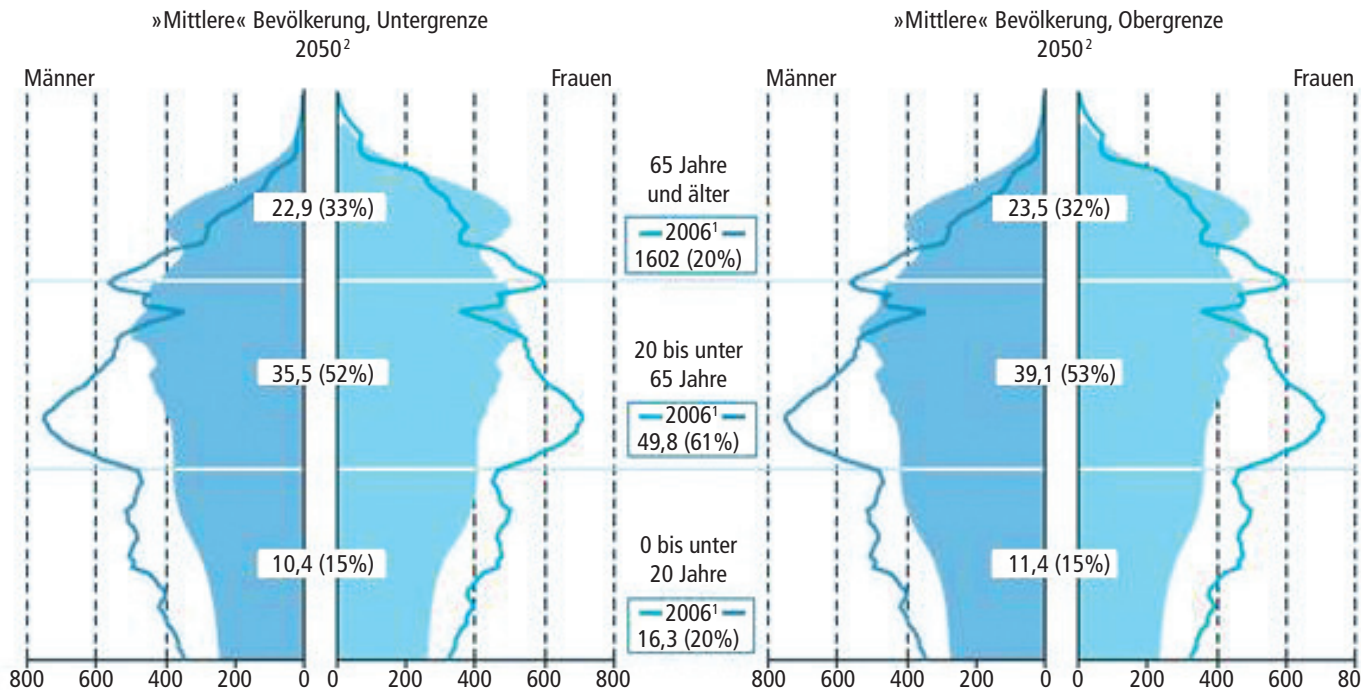 »Mittlere« Bevölkerung, Untergrenze
2050²
Männer
Frauen
22,9 (33%)
35,5 (52%)
10,4 (15%)
800 600 400 200 0 0 200 400 600 800
65 Jahre
und älter
2006¹
1602 (20%)
20 bis unter
65 Jahre
2006¹
49,8 (61%)
0 bis unter
20 Jahre
2006¹
16,3 (20%)
»Mittlere« Bevölkerung, Obergrenze
2050²
Männer
Frauen
23,5 (32%)
39,1 (53%)
11,4 (15%)
800 600 400 200 0 0 200 400 600 800